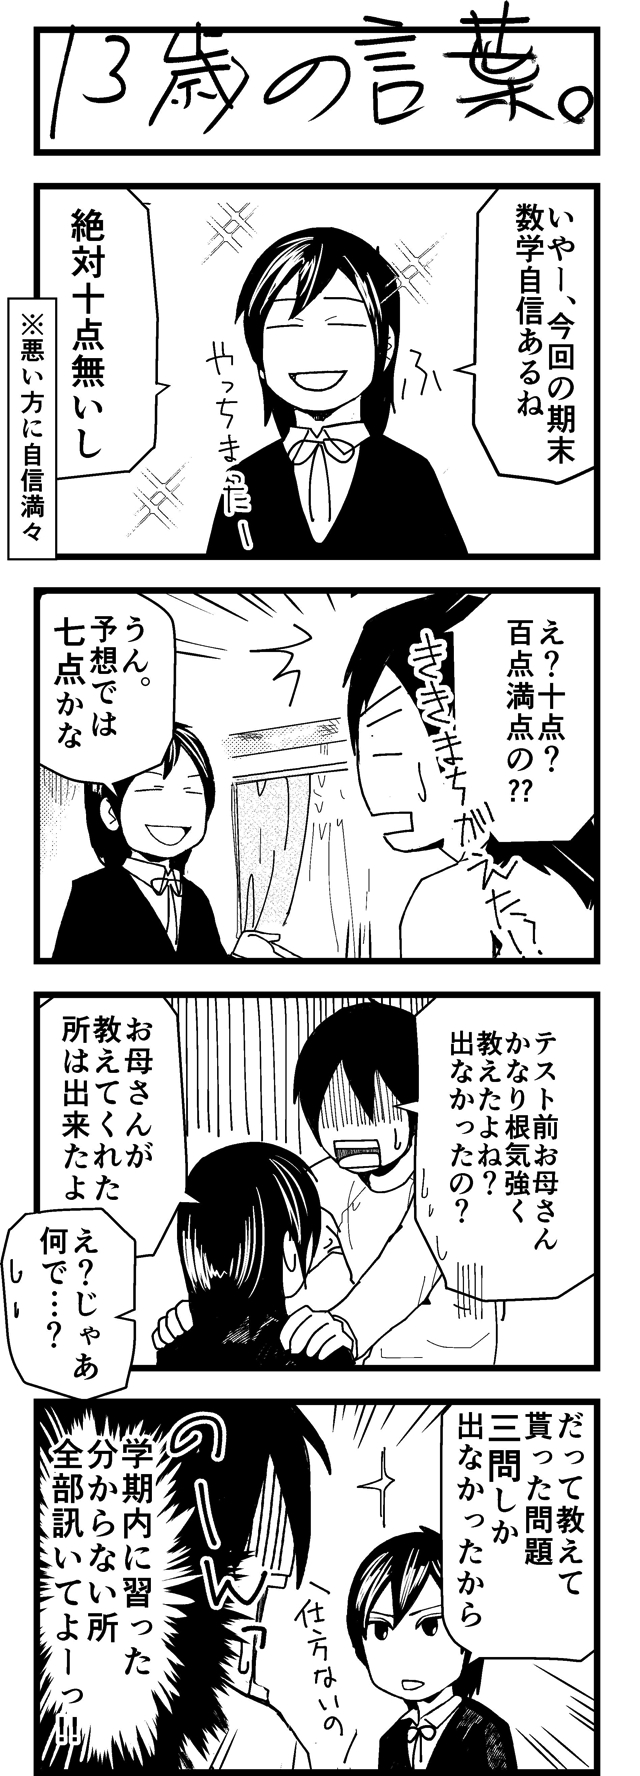 13歳の言葉。
いやー、今回の期末
数学自信あるね
ふっ
やっちまったー
絶対十点無いし
※悪い方に自信満々
え?十点?
百点満点の??
ききまちがえた!?
うん。
予想では
七点かな
テスト前お母さん
かなり根気強く
教えたよね?
出なかったの?
お母さんが
教えてくれた
所は出来たよ
え?じゃあ
何で…?
だって教えて
貰った問題
三問しか
出なかったから
仕方ないの
のーん
学期内に習った
分からない所
全部訊いてよーっ!!